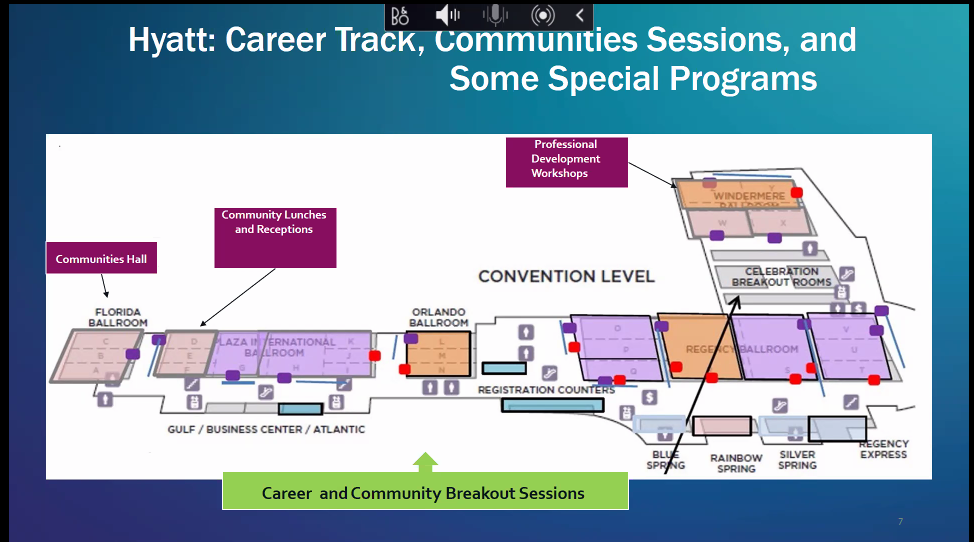 B&O
Hyatt: Career Track, Communities Sessions, and
Some Special Programs
Professional
Development
Workshops
WINDERMERE
W X
Community Lunches
and Receptions
Communities Hall
CELEBRATION
BREAKOUT ROOMS
CONVENTION LEVEL
FLORIDA
BALLROOM
ORLANDO
BALLROOM
C
B
A
D
E
F
PLAZA INTERNATIONAL
BALLROOM
G H
K
J
I
L
M
N
O
P
Q
REGENCY BALLROOM
S
V
U
T
REGISTRATION COUNTERS
$
$
GULF / BUSINESS CENTER / ATLANTIC
BLUE
SPRING
RAINBOW
SPRING
SILVER
SPRING
REGENCY
EXPRESS
Career and Community Breakout Sessions
7